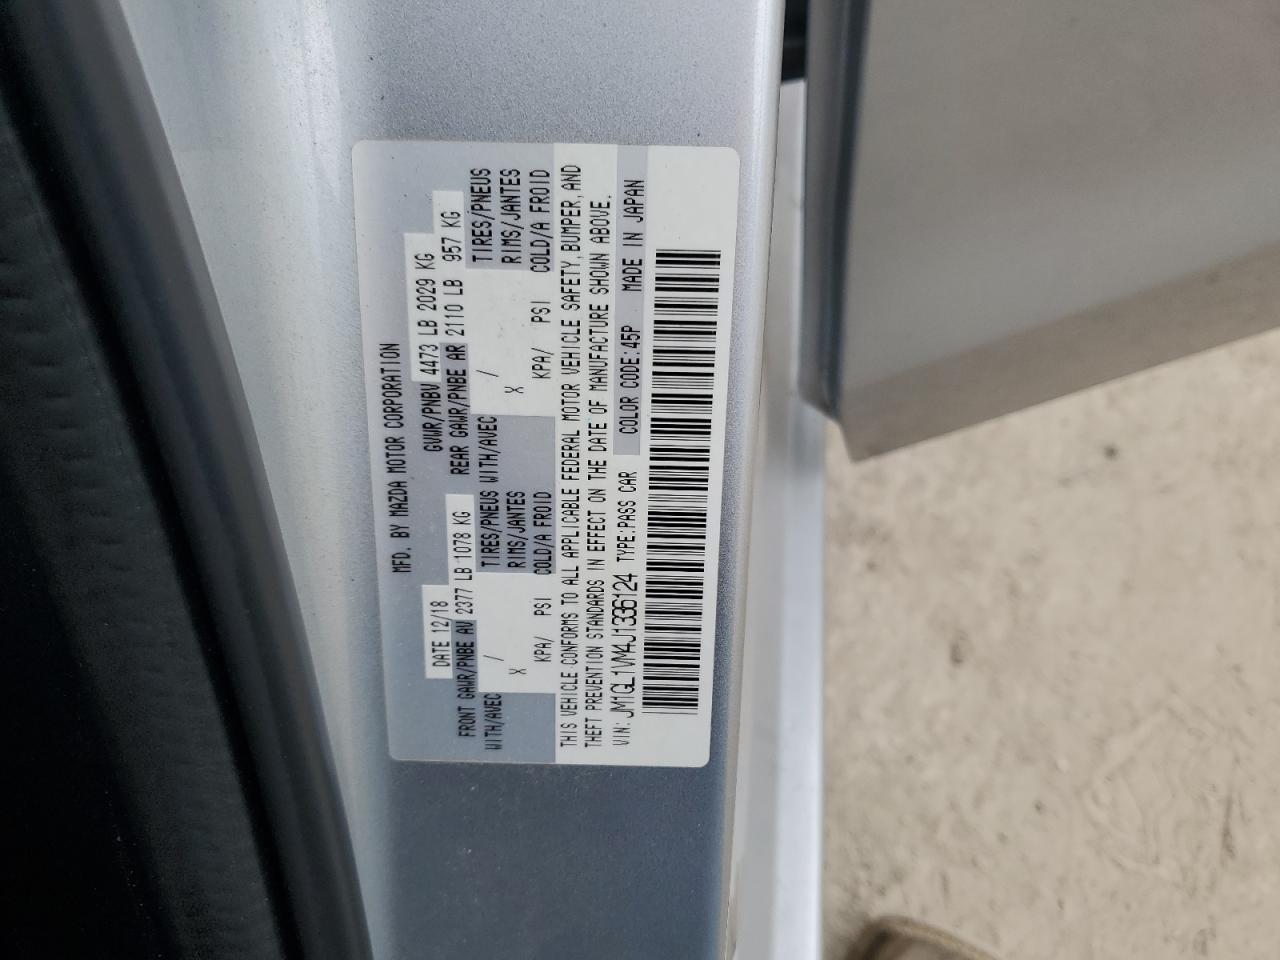 MFD. BY MAZDA MOTOR CORPORATION
DATE 12/18 GVWR/PNBV 4473 LB 2029 KG
FRONT GAWR/PNBE AV 2377 LB 1078 KG REAR GAWR/PNBE AR 2110 LB 957 KG
WITH/AVEC / TIRES/PNEUS WITH/AVEC / TIRES/PNEUS
X RIMS/JANTES X RIMS/JANTES
KPA/ PSI COLD/A FROID KPA/ PSI COLD/A FROID
THIS VEHICLE CONFORMS TO ALL APPLICABLE FEDERAL MOTOR VEHICLE SAFETY, BUMPER, AND
THEFT PREVENTION STANDARDS IN EFFECT ON THE DATE OF MANUFACTURE SHOWN ABOVE.
VIN: JM1GL1VM4J1336124 TYPE:PASS CAR COLOR CODE:45P MADE IN JAPAN